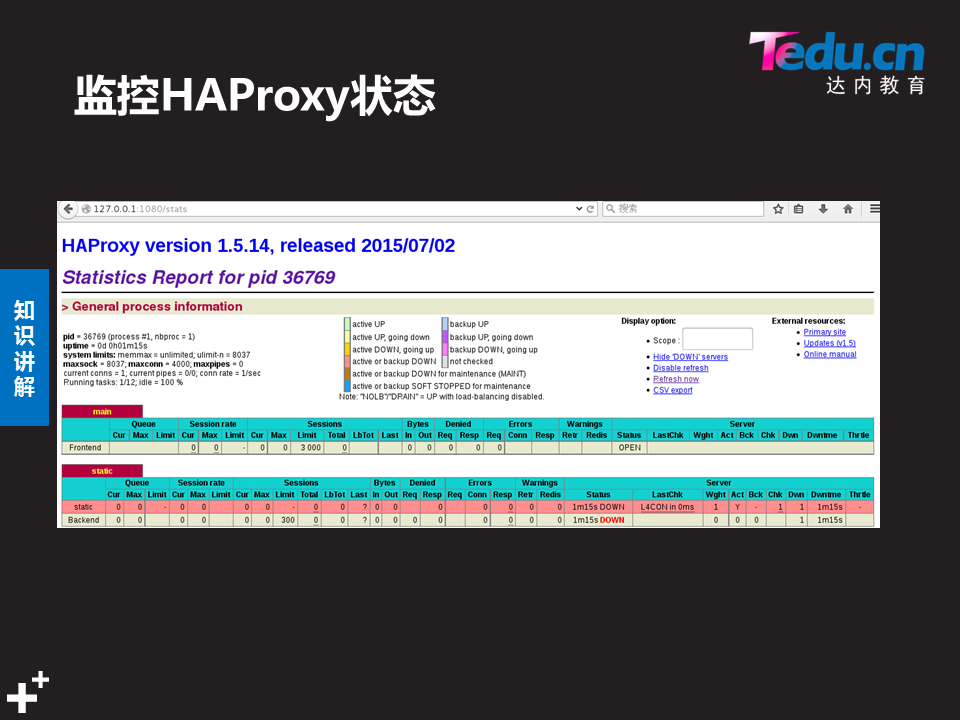 监控HAProxy状态
Tedu.cn
达内教育
知识讲解
127.0.0.1:1080/stats
搜索
HAProxy version 1.5.14, released 2015/07/02
Statistics Report for pid 36769
> General process information
pid = 36769 (process #1, nbproc = 1)
uptime = 0d 0h01m15s
system limits: memmax = unlimited; ulimit-n = 8037
maxsock = 8037; maxconn = 4000; maxpipes = 0
current conns = 1; current pipes = 0/0; conn rate = 1/sec
Running tasks: 1/12; idle = 100 %
active UP backup UP
active UP, going down backup UP, going down
active DOWN, going up backup DOWN, going up
active or backup DOWN not checked
active or backup DOWN for maintenance (MAINT)
active or backup SOFT STOPPED for maintenance
Note: "NOLB"/"DRAIN" = UP with load-balancing disabled.
Display option:
Scope :
Hide 'DOWN' servers
Disable refresh
Refresh now
CSV export
External resources:
Primary site
Updates (v1.5)
Online manual
main
Queue Session rate Sessions Bytes Denied Errors Warnings Server
Cur Max Limit Cur Max Limit Cur Max Limit Total LbTot Last In Out Req Resp Req Conn Resp Retr Redis Status LastChk Wght Act Bck Chk Dwn Dwntme Thrtle
Frontend 0 0 - 0 0 3 000 0 0 0 0 0 0 OPEN
static
Queue Session rate Sessions Bytes Denied Errors Warnings Server
Cur Max Limit Cur Max Limit Cur Max Limit Total LbTot Last In Out Req Resp Req Conn Resp Retr Redis Status LastChk Wght Act Bck Chk Dwn Dwntme Thrtle
static 0 0 - 0 0 0 0 - 0 0 ? 0 0 0 0 0 0 0 1m15s DOWN L4CON in 0ms 1 Y - 1 1 1m15s -
Backend 0 0 0 0 0 0 300 0 0 ? 0 0 0 0 0 0 0 0 1m15s DOWN 0 0 0 1 1m15s